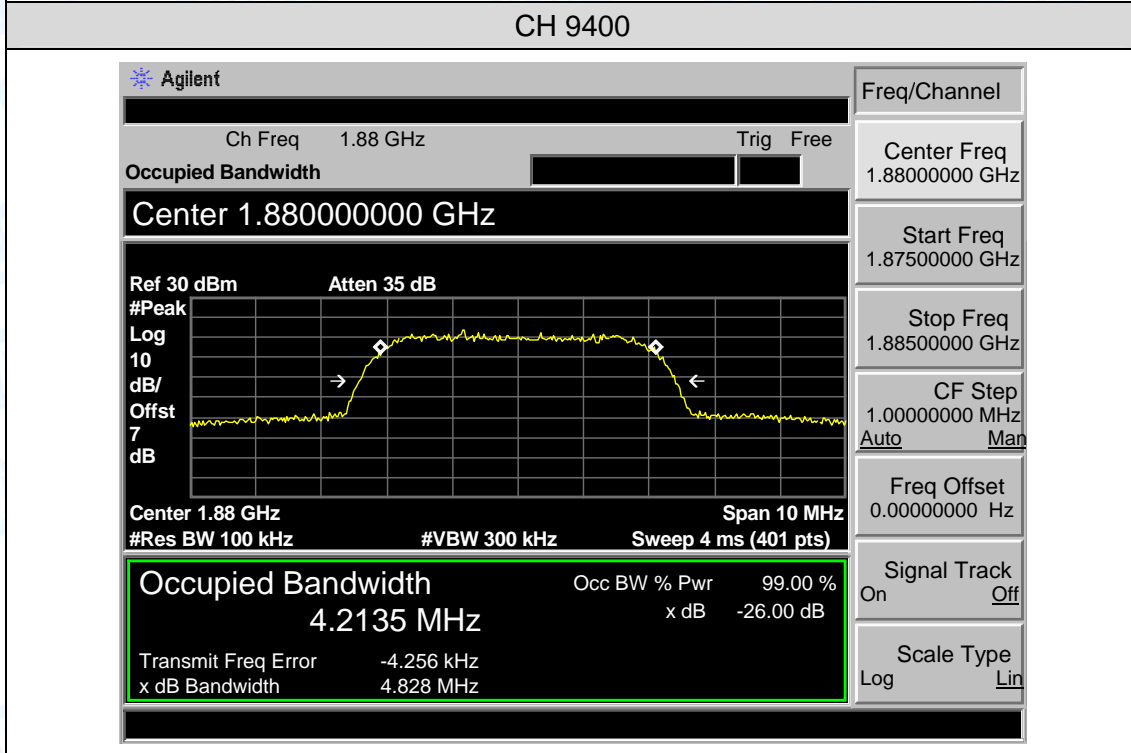 CH 9400
Agilent
Freq/Channel
Ch Freq 1.88 GHz Trig Free
Occupied Bandwidth
Center Freq
1.88000000 GHz
Center 1.880000000 GHz
Start Freq
1.87500000 GHz
Ref 30 dBm Atten 35 dB
#Peak
Log
10
dB/
Offst
7
dB
Stop Freq
1.88500000 GHz
CF Step
1.00000000 MHz
Auto Man
Freq Offset
0.00000000 Hz
Center 1.88 GHz Span 10 MHz
#Res BW 100 kHz #VBW 300 kHz Sweep 4 ms (401 pts)
Occupied Bandwidth Occ BW % Pwr 99.00 %
4.2135 MHz x dB -26.00 dB
Signal Track
On Off
Transmit Freq Error -4.256 kHz
x dB Bandwidth 4.828 MHz
Scale Type
Log Lin